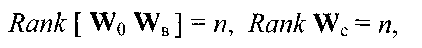 Rank [ W₀ Wв ] = n, Rank Wс = n,